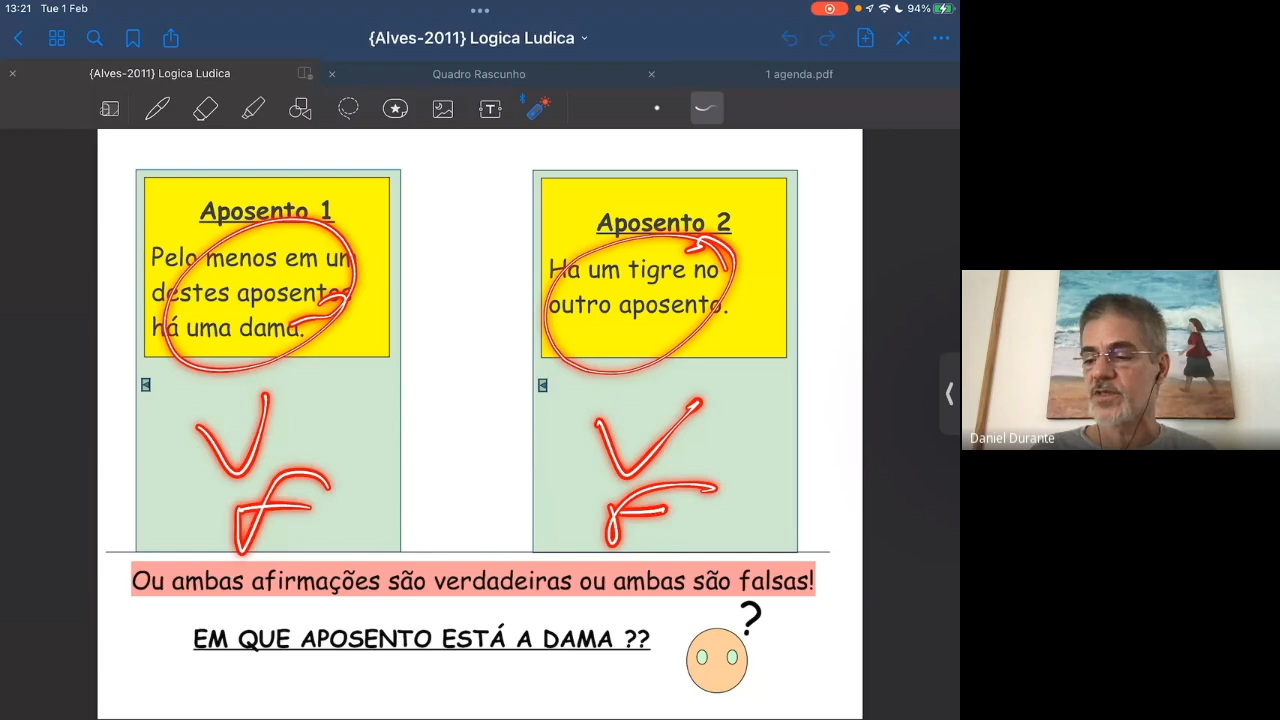 13:21 Tue 1 Feb
94%
{Alves-2011} Logica Ludica
{Alves-2011} Logica Ludica
Quadro Rascunho
1 agenda.pdf
T
Aposento 1
Pelo menos em um
destes aposentos
há uma dama.
V
F
Aposento 2
Há um tigre no
outro aposento.
V
F
Ou ambas afirmações são verdadeiras ou ambas são falsas!
EM QUE APOSENTO ESTÁ A DAMA ??
?
Daniel Durante